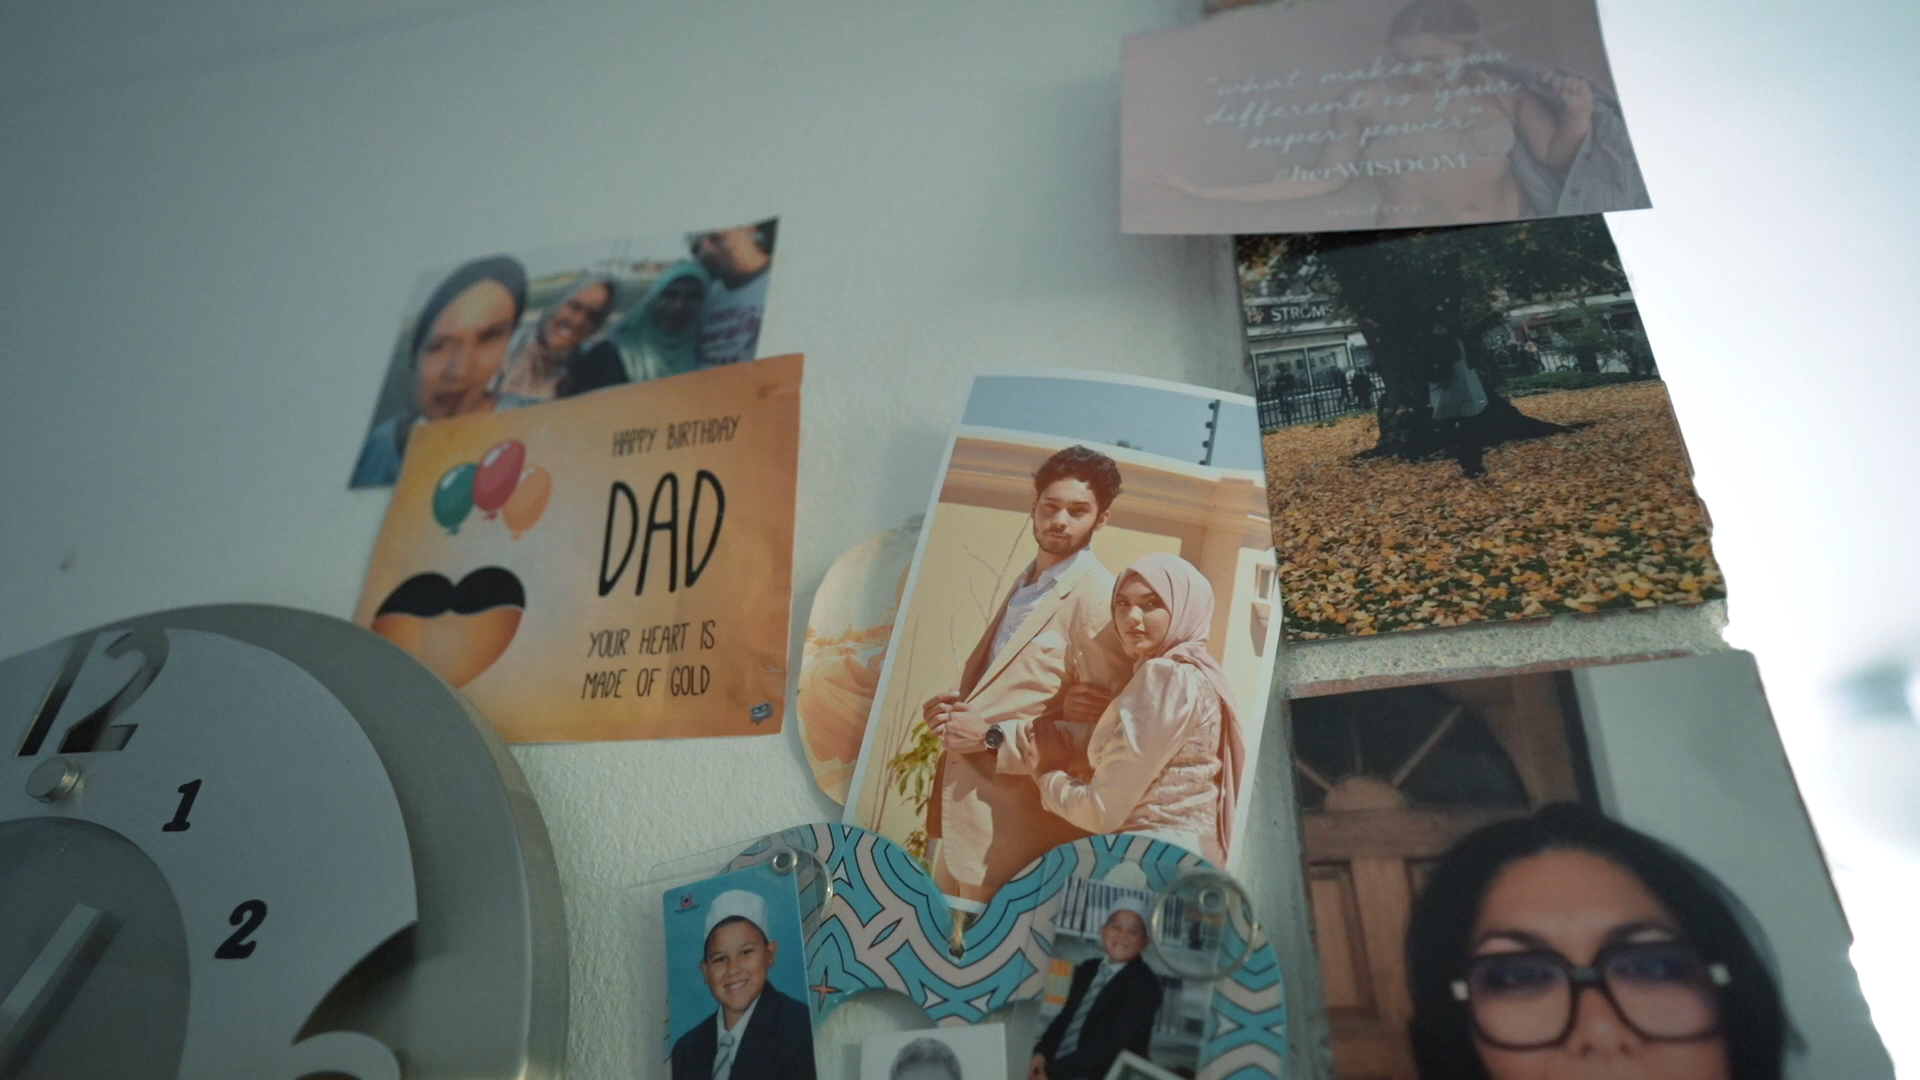 "what makes you
different is your
super power"
herWISDOM
STROMS
HAPPY BIRTHDAY
DAD
YOUR HEART IS
MADE OF GOLD
12
1
2